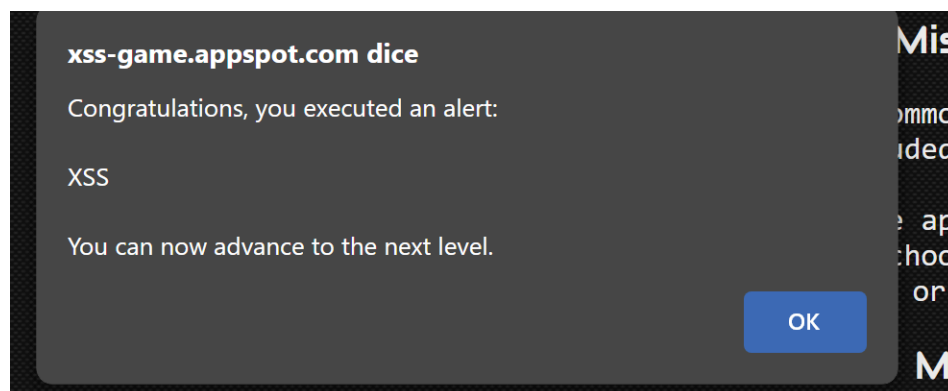 xss-game.appspot.com dice
Congratulations, you executed an alert:
XSS
You can now advance to the next level.
OK
or